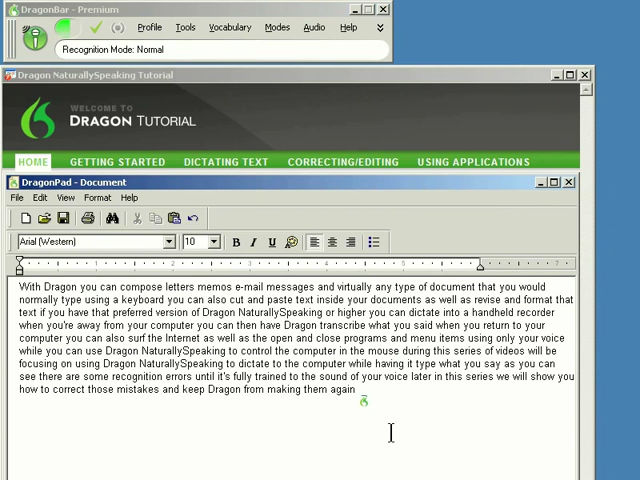 DragonBar - Premium
Profile Tools Vocabulary Modes Audio Help
Recognition Mode: Normal
Dragon NaturallySpeaking Tutorial
WELCOME TO
DRAGON TUTORIAL
HOME GETTING STARTED DICTATING TEXT CORRECTING/EDITING USING APPLICATIONS
DragonPad - Document
File Edit View Format Help
Arial (Western) 10 B I U
1 2 3 4 5 7
With Dragon you can compose letters memos e-mail messages and virtually any type of document that you would
normally type using a keyboard you can also cut and paste text inside your documents as well as revise and format that
text if you have that preferred version of Dragon NaturallySpeaking or higher you can dictate into a handheld recorder
when you're away from your computer you can then have Dragon transcribe what you said when you return to your
computer you can also surf the Internet as well as the open and close programs and menu items using only your voice
while you can use Dragon NaturallySpeaking to control the computer in the mouse during this series of videos will be
focusing on using Dragon NaturallySpeaking to dictate to the computer while having it type what you say as you can
see there are some recognition errors until it's fully trained to the sound of your voice later in this series we will show you
how to correct those mistakes and keep Dragon from making them again